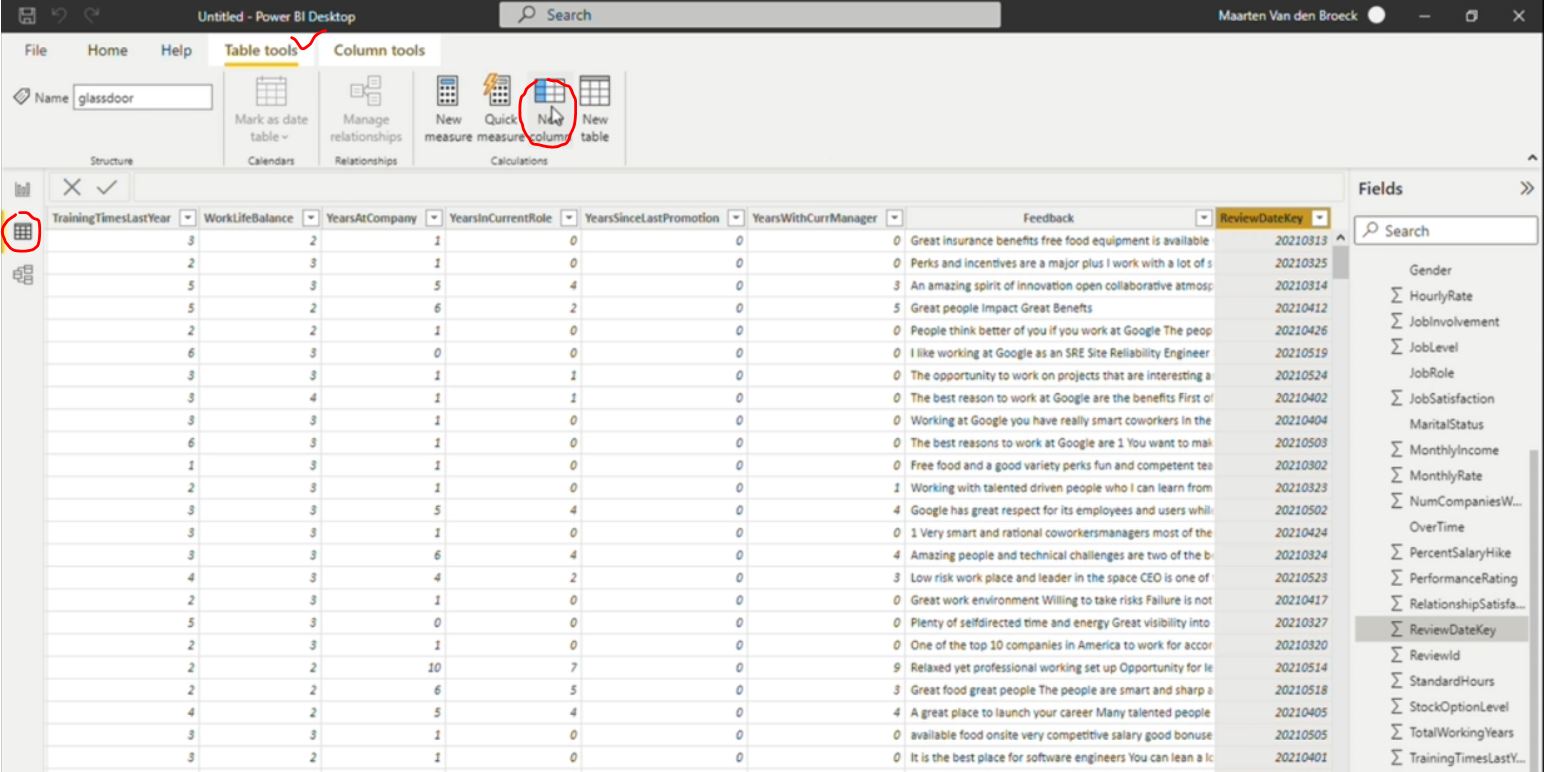 Untitled - Power BI Desktop
Search
Maarten Van den Broeck
File Home Help Table tools Column tools
Name glassdoor
Mark as date table
Manage relationships
New measure
Quick measure
New column
New table
Structure Calendars Relationships Calculations
TrainingTimesLastYear WorkLifeBalance YearsAtCompany YearsInCurrentRole YearsSinceLastPromotion YearsWithCurrManager Feedback ReviewDateKey
3 2 1 0 0 0 Great insurance benefits free food equipment is available 20210313
2 3 1 0 0 0 Perks and incentives are a major plus I work with a lot of s 20210325
5 3 5 4 0 3 An amazing spirit of innovation open collaborative atmosp 20210314
5 2 6 2 0 5 Great people Impact Great Benefts 20210412
2 2 1 0 0 0 People think better of you if you work at Google The peop 20210426
6 3 0 0 0 0 I like working at Google as an SRE Site Reliability Engineer 20210519
3 3 1 1 0 0 The opportunity to work on projects that are interesting a 20210524
3 4 1 1 0 0 The best reason to work at Google are the benefits First of 20210402
3 3 1 0 0 0 Working at Google you have really smart coworkers In the 20210404
6 3 1 0 0 0 The best reasons to work at Google are 1 You want to mak 20210503
1 3 1 0 0 0 Free food and a good variety perks fun and competent tea 20210302
2 3 1 0 0 1 Working with talented driven people who I can learn from 20210323
3 3 5 4 0 4 Google has great respect for its employees and users while 20210502
3 3 1 0 0 0 1 Very smart and rational coworkersmanagers most of the 20210424
3 3 6 4 0 4 Amazing people and technical challenges are two of the b 20210324
4 3 4 2 0 3 Low risk work place and leader in the space CEO is one of 20210523
2 3 1 0 0 0 Great work environment Willing to take risks Failure is not 20210417
5 3 0 0 0 0 Plenty of selfdirected time and energy Great visibility into 20210327
2 3 1 0 0 0 One of the top 10 companies in America to work for accor 20210320
2 2 10 7 0 9 Relaxed yet professional working set up Opportunity for le 20210514
2 2 6 5 0 3 Great food great people The people are smart and sharp a 20210518
4 2 5 4 0 4 A great place to launch your career Many talented people 20210405
3 3 1 0 0 0 available food onsite very competitive salary good bonuse 20210505
3 2 1 0 0 0 It is the best place for software engineers You can lean a lo 20210401
Fields
Search
Gender
HourlyRate
JobInvolvement
JobLevel
JobRole
JobSatisfaction
MaritalStatus
MonthlyIncome
MonthlyRate
NumCompaniesW...
OverTime
PercentSalaryHike
PerformanceRating
RelationshipSatisfa...
ReviewDateKey
ReviewId
StandardHours
StockOptionLevel
TotalWorkingYears
TrainingTimesLastY...